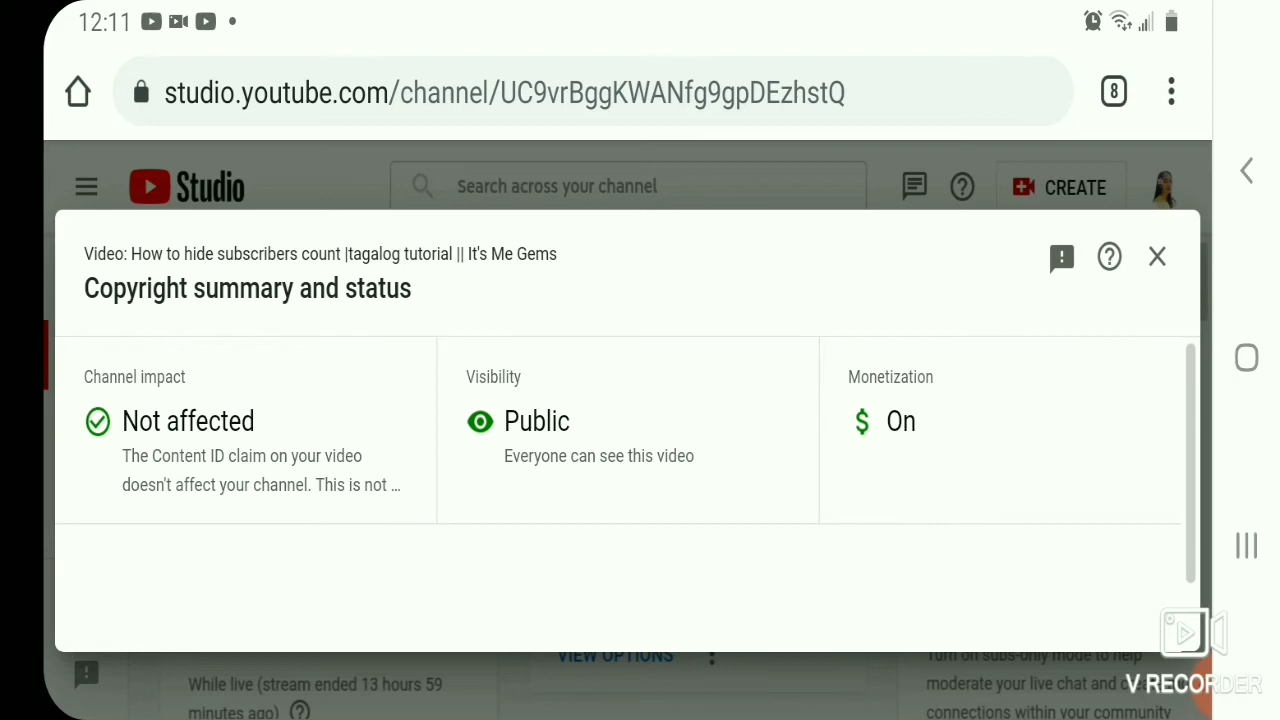 12:11
studio.youtube.com/channel/UC9vrBggKWANfg9gpDEzhstQ
8
Studio
Search across your channel
CREATE
Video: How to hide subscribers count |tagalog tutorial || It's Me Gems
Copyright summary and status
Channel impact
Not affected
The Content ID claim on your video
doesn't affect your channel. This is not ...
Visibility
Public
Everyone can see this video
Monetization
$ On
VIEW OPTIONS
While live (stream ended 13 hours 59
minutes ago)
Turn on subs-only mode to help
moderate your live chat and
connections within your community
V RECORDER